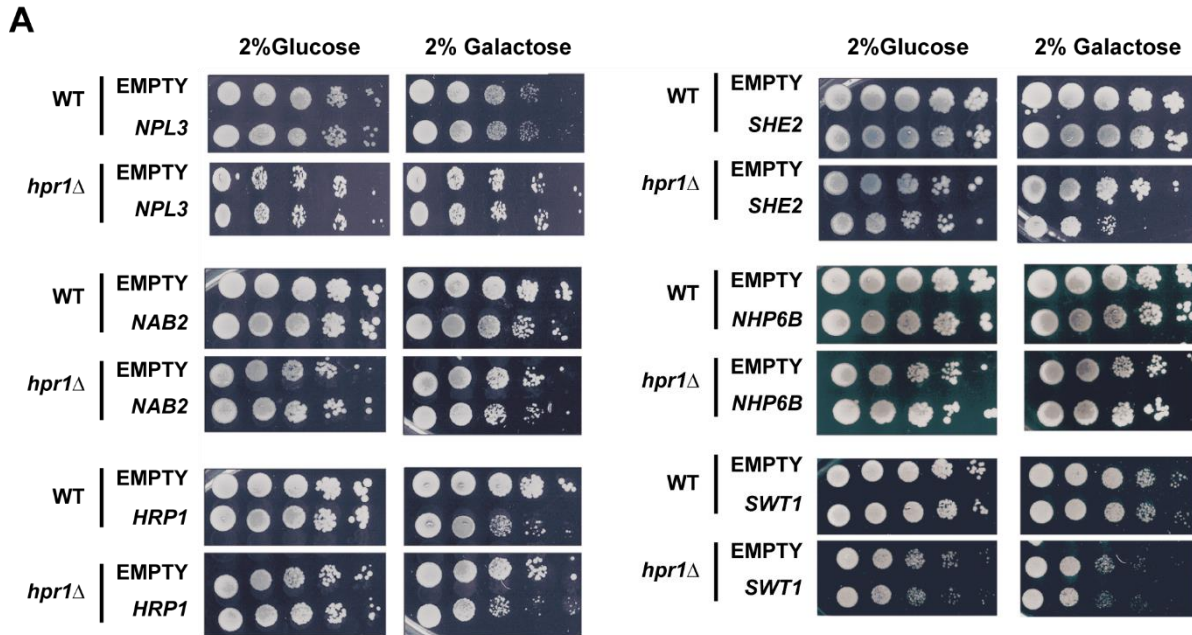 A
2%Glucose
2% Galactose
WT
EMPTY
NPL3
hpr1Δ
EMPTY
NPL3
WT
EMPTY
NAB2
hpr1Δ
EMPTY
NAB2
WT
EMPTY
HRP1
hpr1Δ
EMPTY
HRP1
2%Glucose
2% Galactose
WT
EMPTY
SHE2
hpr1Δ
EMPTY
SHE2
WT
EMPTY
NHP6B
hpr1Δ
EMPTY
NHP6B
WT
EMPTY
SWT1
hpr1Δ
EMPTY
SWT1